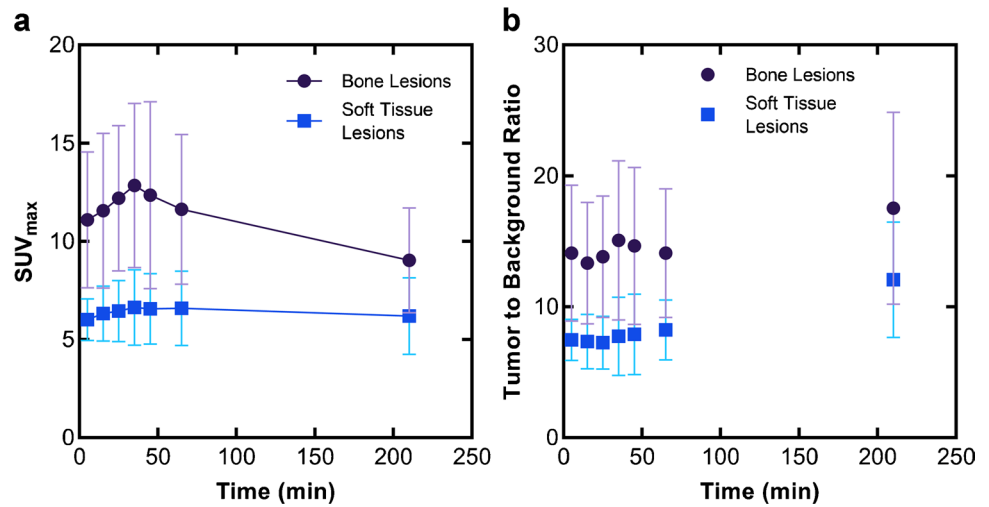 a
20
15
10
5
0
SUVmax
0 50 100 150 200 250
Time (min)
Bone Lesions
Soft Tissue
Lesions
b
30
20
10
0
Tumor to Background Ratio
0 50 100 150 200 250
Time (min)
Bone Lesions
Soft Tissue
Lesions